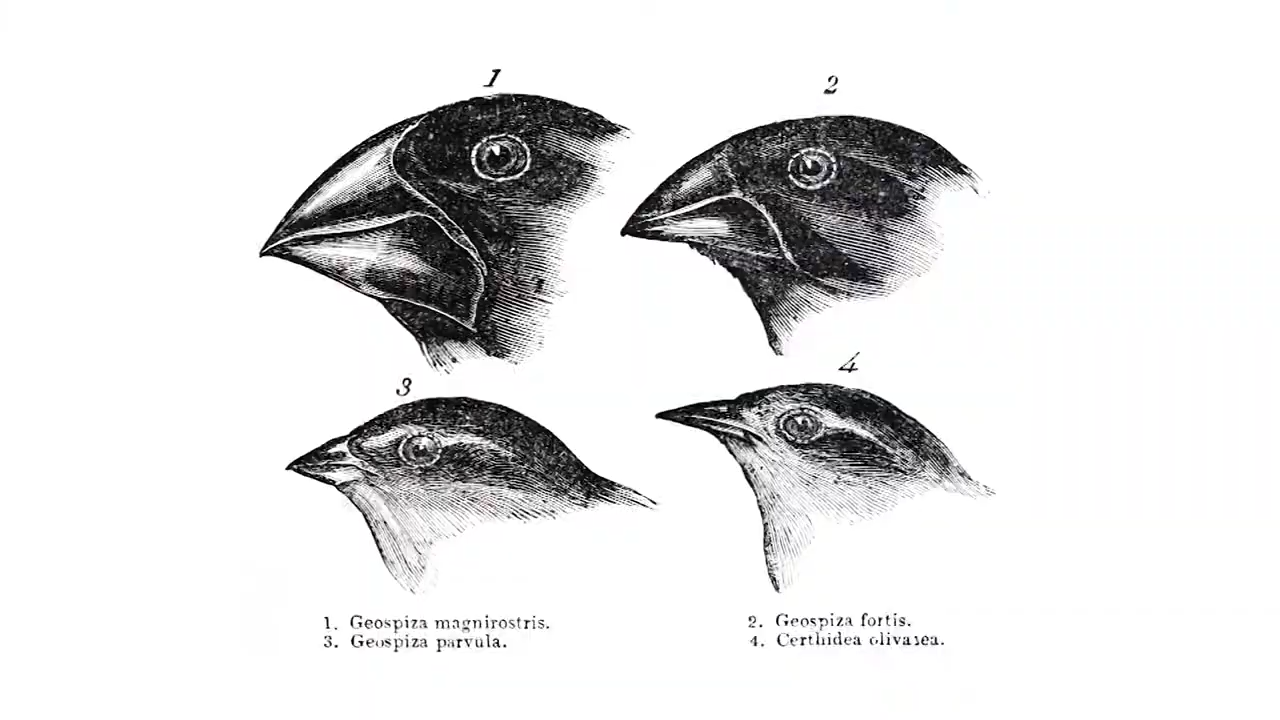 1
2
3
4
1. Geospiza magnirostris.
2. Geospiza fortis.
3. Geospiza parvula.
4. Certhidea